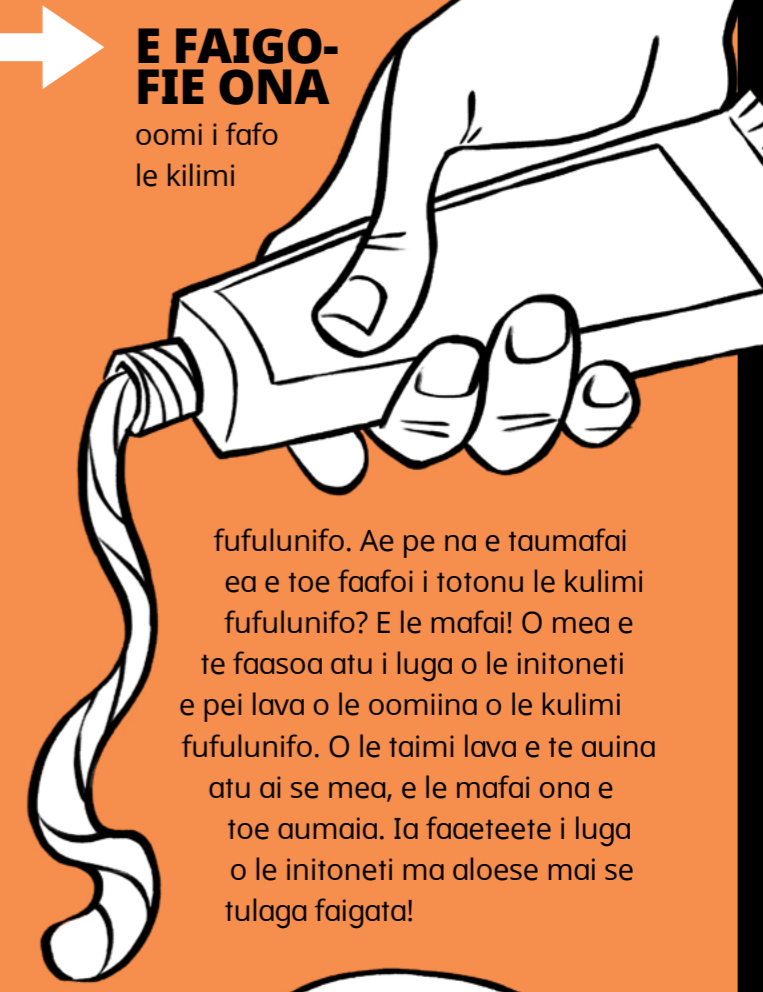 E FAIGO-
FIE ONA
oomi i fafo
le kilimi
fufulunifo. Ae pe na e taumafai
ea e toe faafoi i totonu le kulimi
fufulunifo? E le mafai! O mea e
te faasoa atu i luga o le initoneti
e pei lava o le oomiina o le kulimi
fufulunifo. O le taimi lava e te auina
atu ai se mea, e le mafai ona e
toe aumaia. Ia faaeteete i luga
o le initoneti ma aloese mai se
tulaga faigata!